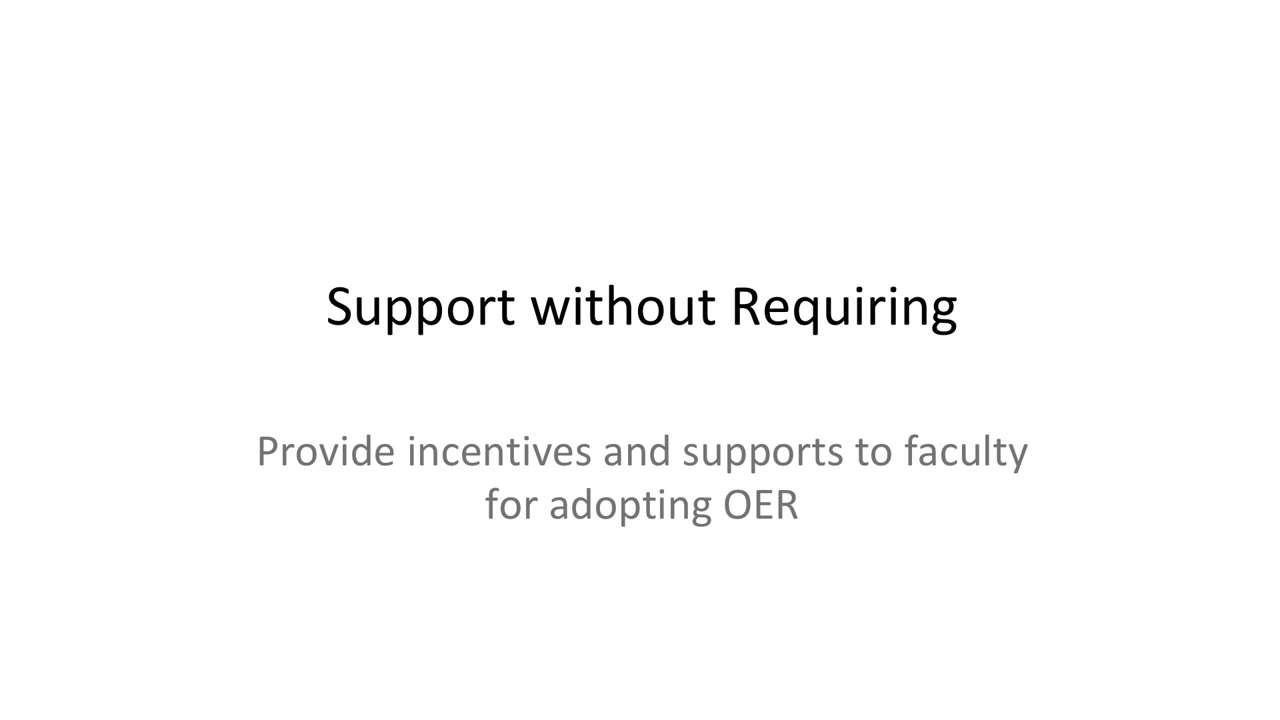 Support without Requiring
Provide incentives and supports to faculty
for adopting OER